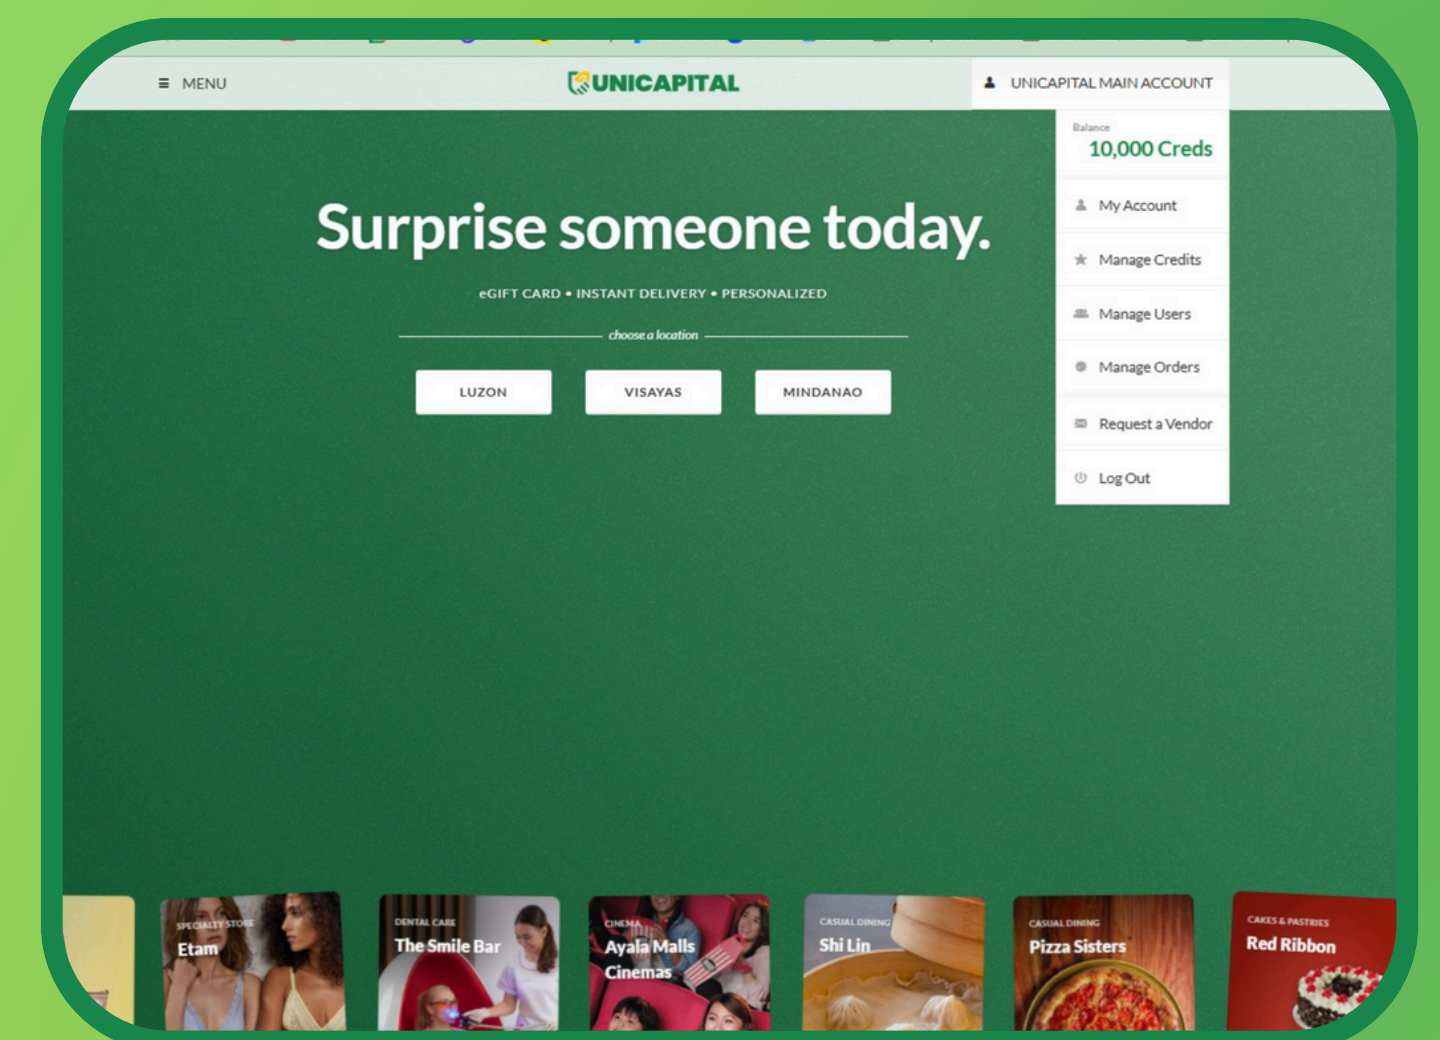 MENU
UNICAPITAL
UNICAPITAL MAIN ACCOUNT
Balance
10,000 Creds
My Account
Manage Credits
Manage Users
Manage Orders
Request a Vendor
Log Out
Surprise someone today.
eGIFT CARD • INSTANT DELIVERY • PERSONALIZED
choose a location
LUZON
VISAYAS
MINDANAO
SPECIALTY STORE
Etam
DENTAL CARE
The Smile Bar
CINEMA
Ayala Malls
Cinemas
CASUAL DINING
Shi Lin
CASUAL DINING
Pizza Sisters
CAKES & PASTRIES
Red Ribbon